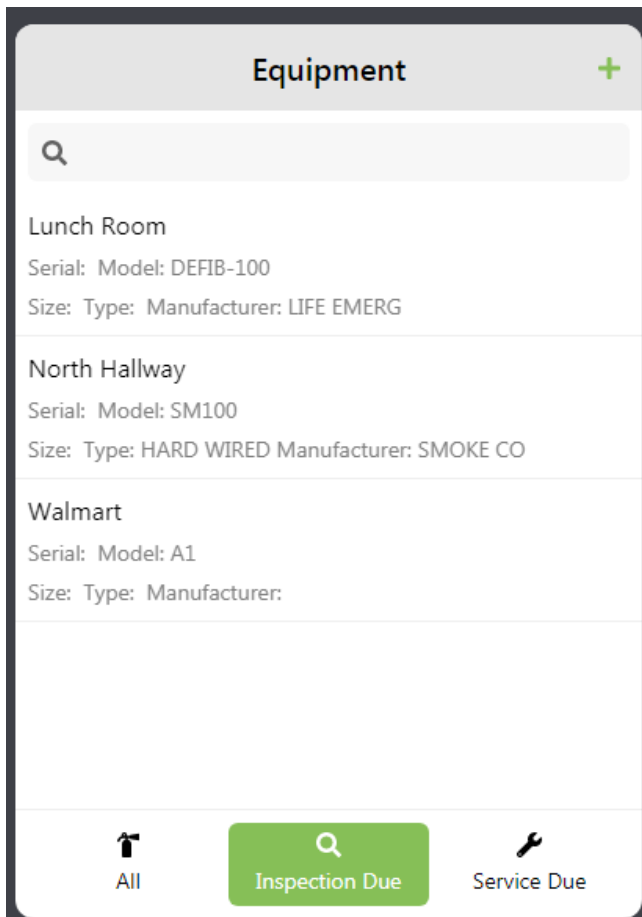 Equipment
Lunch Room
Serial: Model: DEFIB-100
Size: Type: Manufacturer: LIFE EMERG
North Hallway
Serial: Model: SM100
Size: Type: HARD WIRED Manufacturer: SMOKE CO
Walmart
Serial: Model: A1
Size: Type: Manufacturer:
All
Inspection Due
Service Due